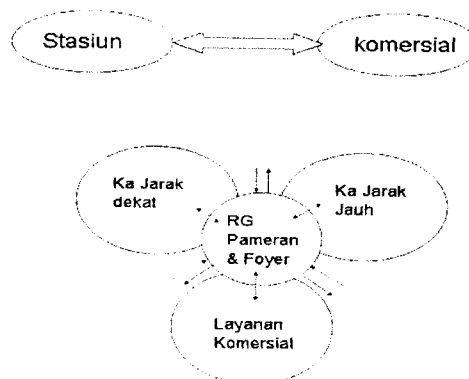 Stasiun
komersial
Ka Jarak
dekat
Ka Jarak
Jauh
RG
Pameran
& Foyer
Layanan
Komersial